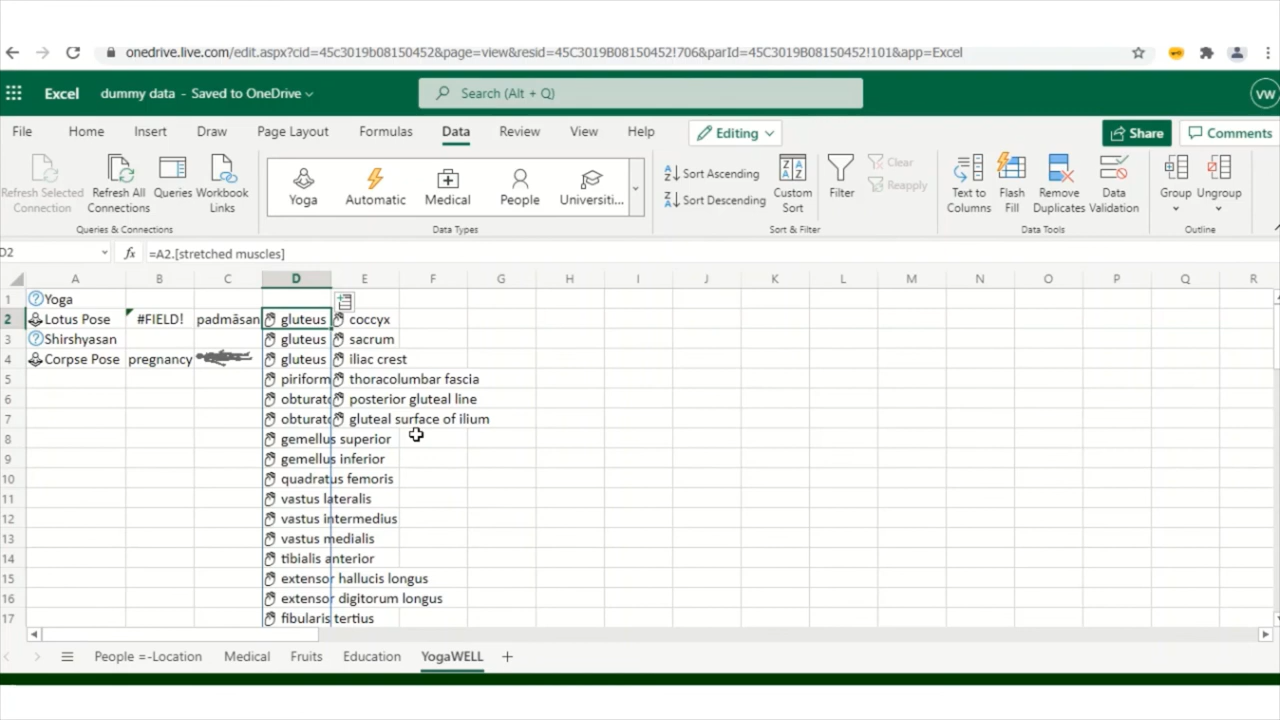 onedrive.live.com/edit.aspx?cid=45c3019b08150452&page=view&resid=45C3019B08150452!706&parId=45C3019B08150452!101&app=Excel
Excel dummy data - Saved to OneDrive Search (Alt + Q) VW
File Home Insert Draw Page Layout Formulas Data Review View Help Editing Share Comments
Refresh Selected Connection Refresh All Connections Queries Workbook Links Yoga Automatic Medical People Universiti... Sort Ascending Sort Descending Custom Sort Filter Clear Reapply Text to Columns Flash Fill Remove Duplicates Data Validation Group Ungroup
Queries & Connections Data Types Sort & Filter Data Tools Outline
D2 fx =A2.[stretched muscles]
A B C D E F G H I J K L M N O P Q R
1 Yoga
2 Lotus Pose #FIELD! padmāsan gluteus coccyx
3 Shirshyasan gluteus sacrum
4 Corpse Pose pregnancy gluteus iliac crest
5 piriform thoracolumbar fascia
6 obturato posterior gluteal line
7 obturato gluteal surface of ilium
8 gemellus superior
9 gemellus inferior
10 quadratus femoris
11 vastus lateralis
12 vastus intermedius
13 vastus medialis
14 tibialis anterior
15 extensor hallucis longus
16 extensor digitorum longus
17 fibularis tertius
People =-Location Medical Fruits Education YogaWELL